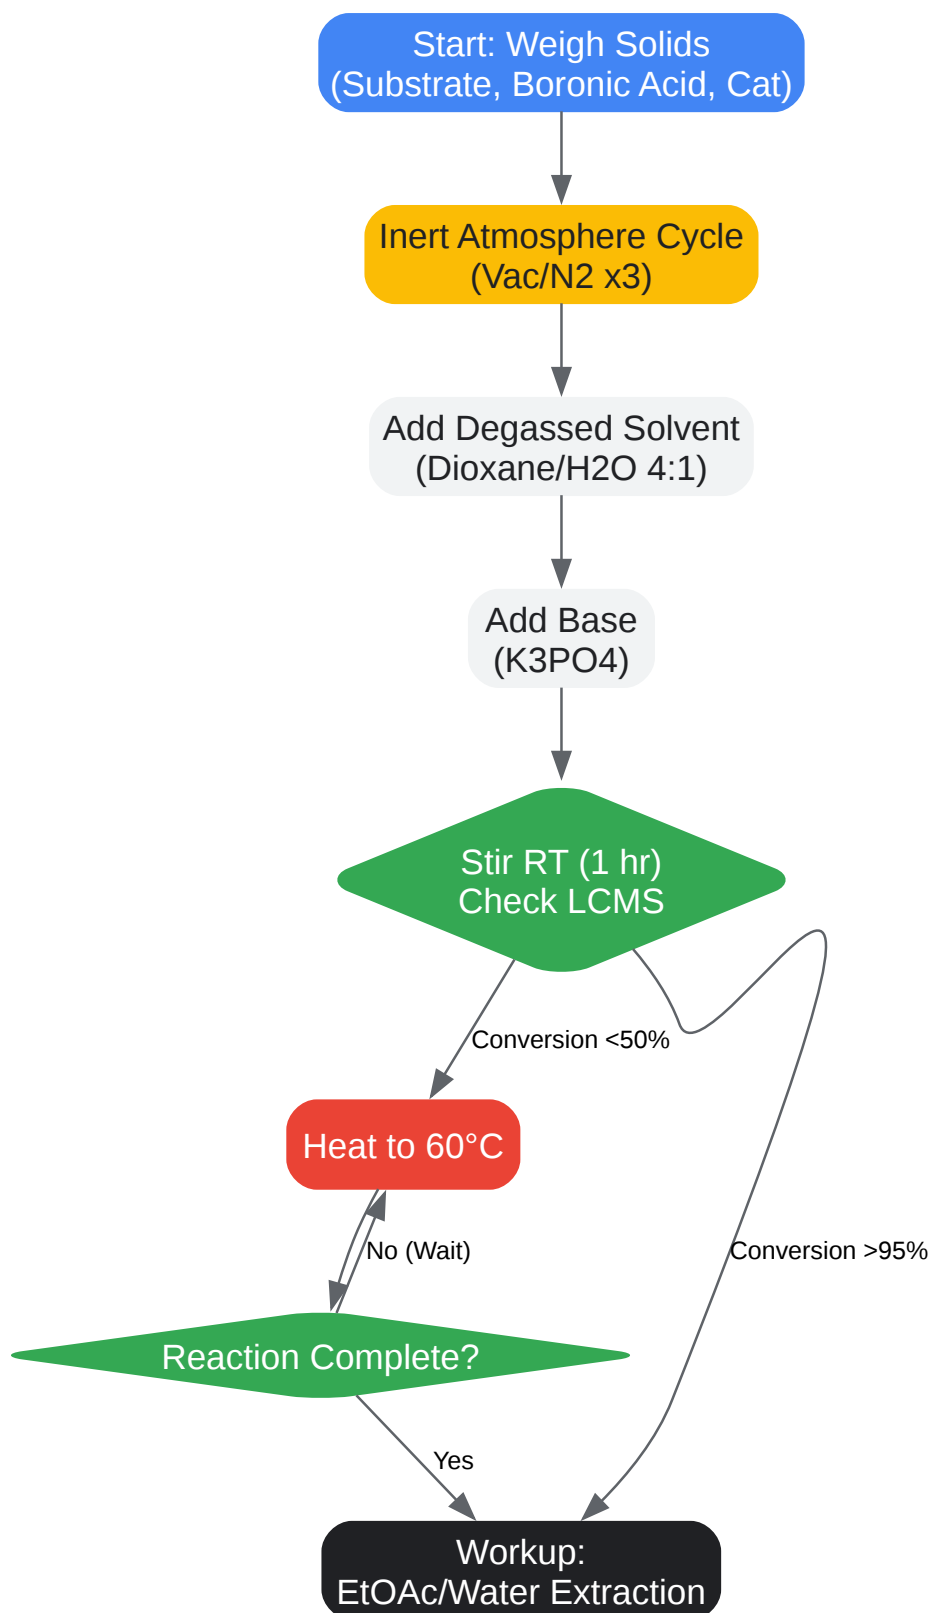 Start: Weigh Solids
(Substrate, Boronic Acid, Cat)
Inert Atmosphere Cycle
(Vac/N2 x3)
Add Degassed Solvent
(Dioxane/H2O 4:1)
Add Base
(K3PO4)
Stir RT (1 hr)
Check LCMS
Conversion <50%
Heat to 60°C
No (Wait)
Conversion >95%
Reaction Complete?
Yes
Workup:
EtOAc/Water Extraction